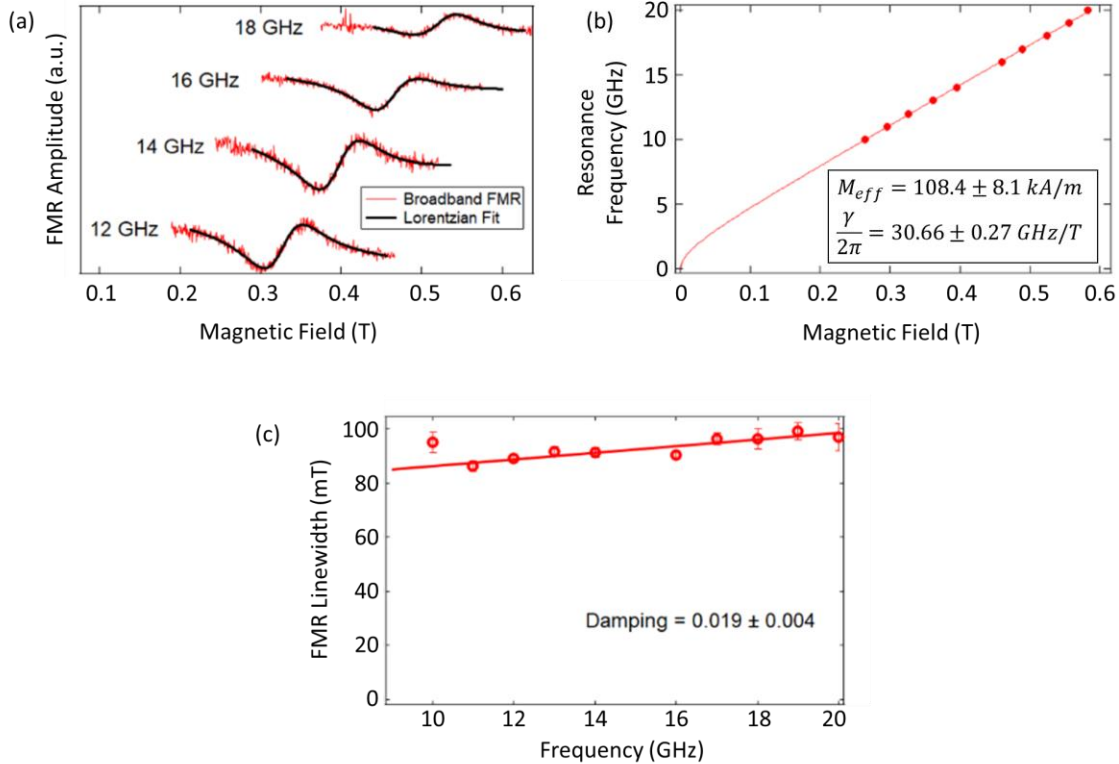 (a)
FMR Amplitude (a.u.)
18 GHz
16 GHz
14 GHz
12 GHz
Broadband FMR
Lorentzian Fit
0.1 0.2 0.3 0.4 0.5 0.6
Magnetic Field (T)
(b)
Resonance
Frequency (GHz)
20
15
10
5
0
M_eff = 108.4 ± 8.1 kA/m
γ/2π = 30.66 ± 0.27 GHz/T
0 0.1 0.2 0.3 0.4 0.5 0.6
Magnetic Field (T)
(c)
FMR Linewidth (mT)
100
80
60
40
20
0
Damping = 0.019 ± 0.004
10 12 14 16 18 20
Frequency (GHz)